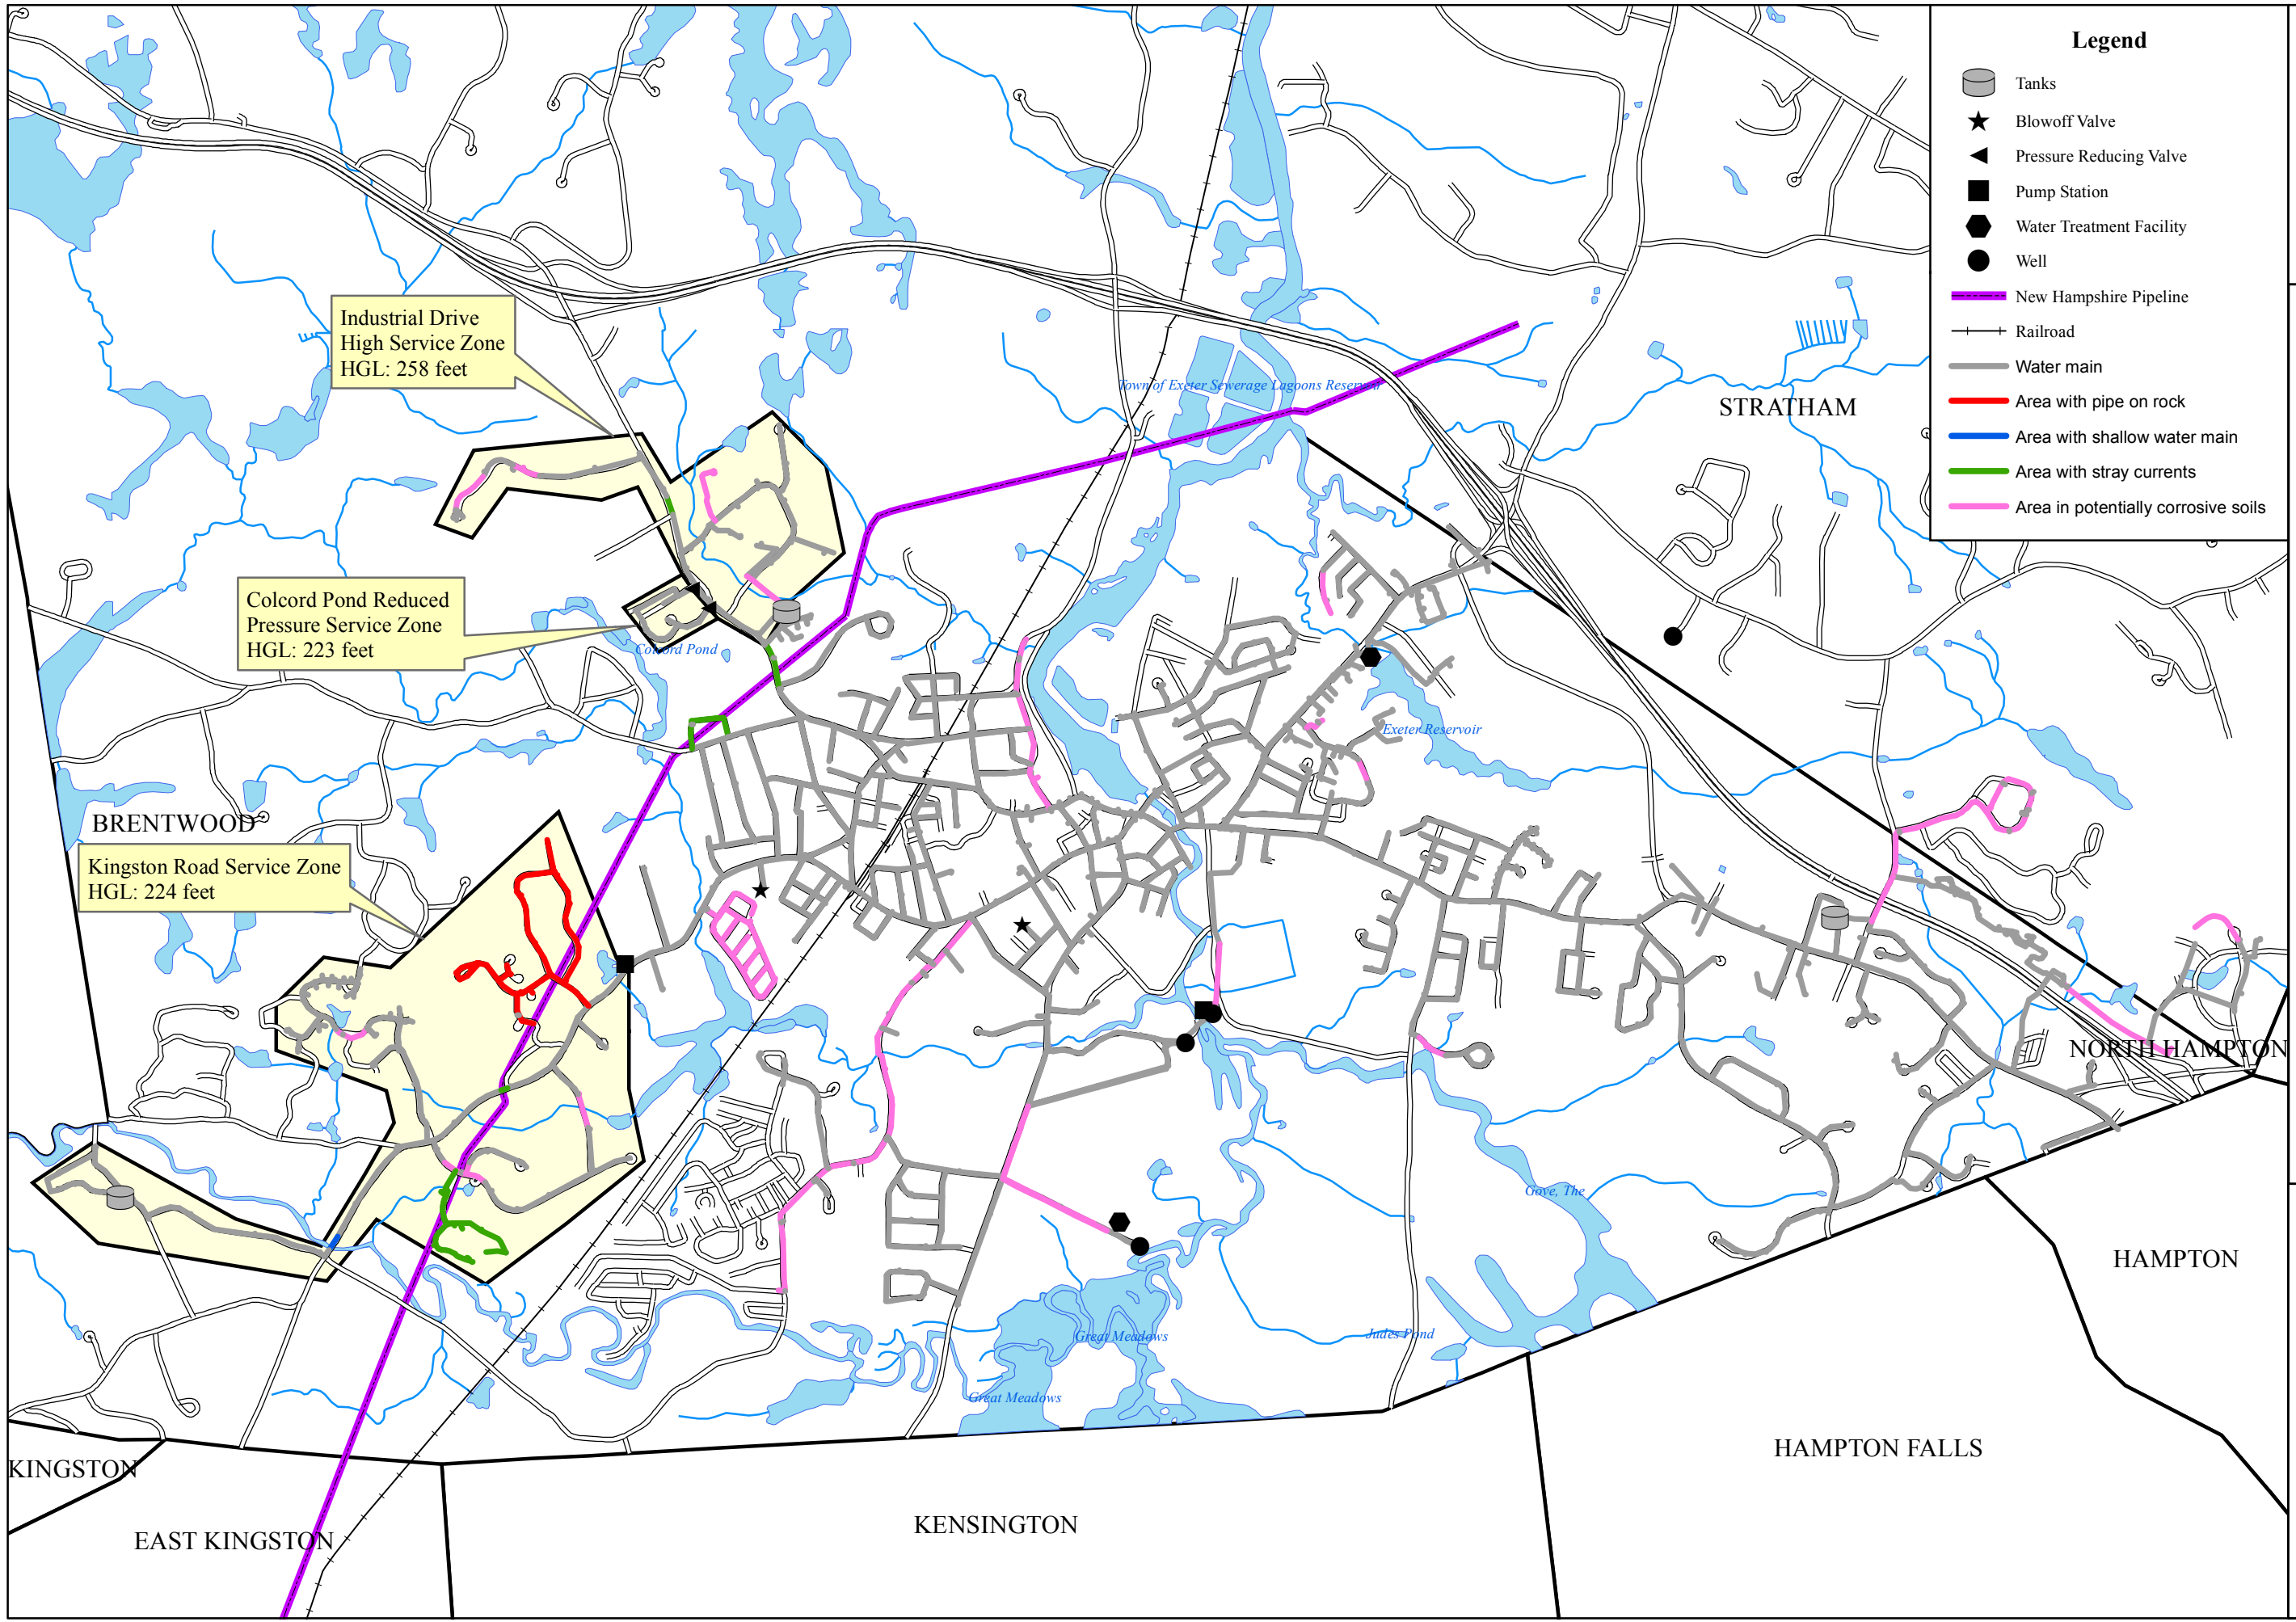 Legend
Tanks
Blowoff Valve
Pressure Reducing Valve
Pump Station
Water Treatment Facility
Well
New Hampshire Pipeline
Railroad
Water main
Area with pipe on rock
Area with shallow water main
Area with stray currents
Area in potentially corrosive soils
Industrial Drive
High Service Zone
HGL: 258 feet
Town of Exeter Sewerage Lagoons Reservoir
STRATHAM
Colcord Pond Reduced
Pressure Service Zone
HGL: 223 feet
Colcord Pond
Exeter Reservoir
BRENTWOOD
Kingston Road Service Zone
HGL: 224 feet
NORTH HAMPTON
Gove, The
HAMPTON
Great Meadows
Judes Pond
Great Meadows
HAMPTON FALLS
KINGSTON
KENSINGTON
EAST KINGSTON